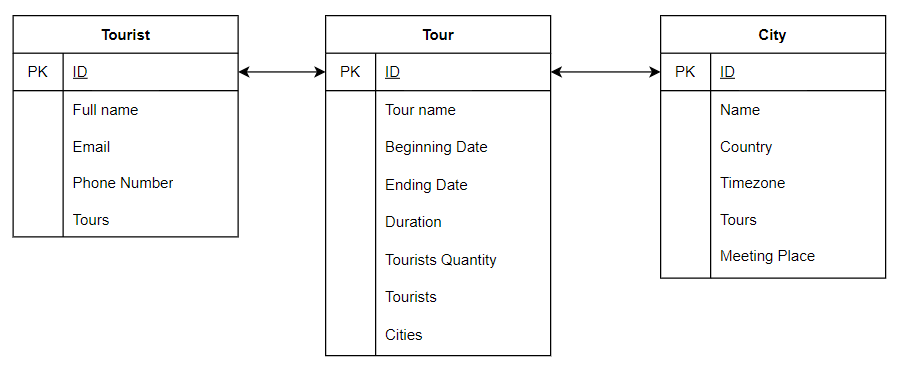 Tourist
PK ID
Full name
Email
Phone Number
Tours
Tour
PK ID
Tour name
Beginning Date
Ending Date
Duration
Tourists Quantity
Tourists
Cities
City
PK ID
Name
Country
Timezone
Tours
Meeting Place